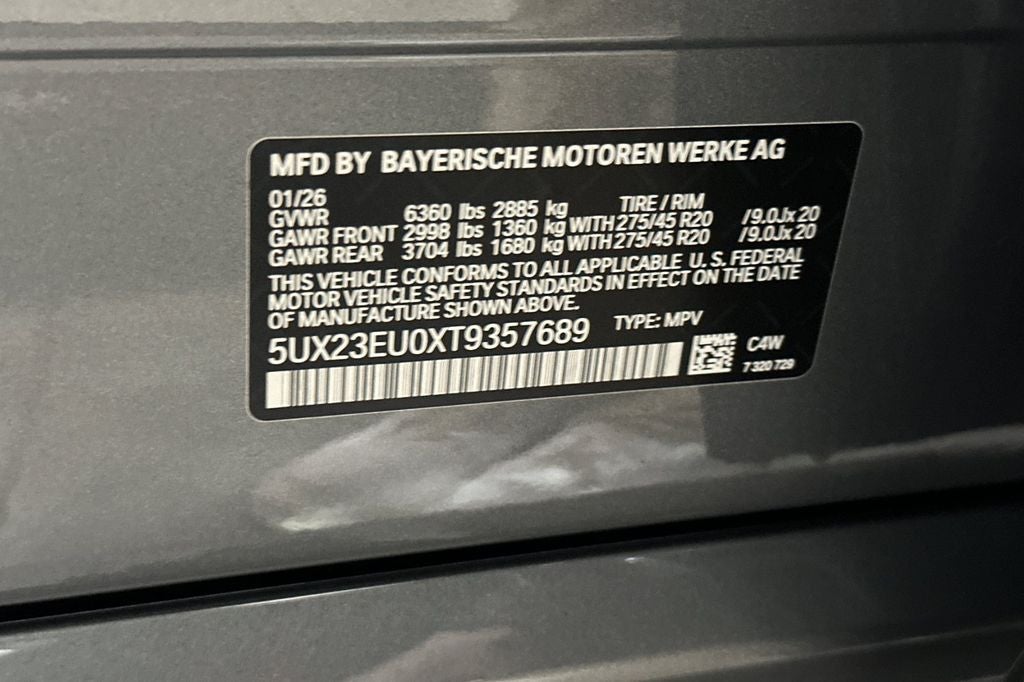 MFD BY BAYERISCHE MOTOREN WERKE AG
01/26 TIRE / RIM
GVWR 6360 lbs 2885 kg
GAWR FRONT 2998 lbs 1360 kg WITH 275/45 R20 /9.0Jx 20
GAWR REAR 3704 lbs 1680 kg WITH 275/45 R20 /9.0Jx 20
THIS VEHICLE CONFORMS TO ALL APPLICABLE U. S. FEDERAL
MOTOR VEHICLE SAFETY STANDARDS IN EFFECT ON THE DATE
OF MANUFACTURE SHOWN ABOVE.
5UX23EU0XT9357689 TYPE: MPV
C4W
7 320 729